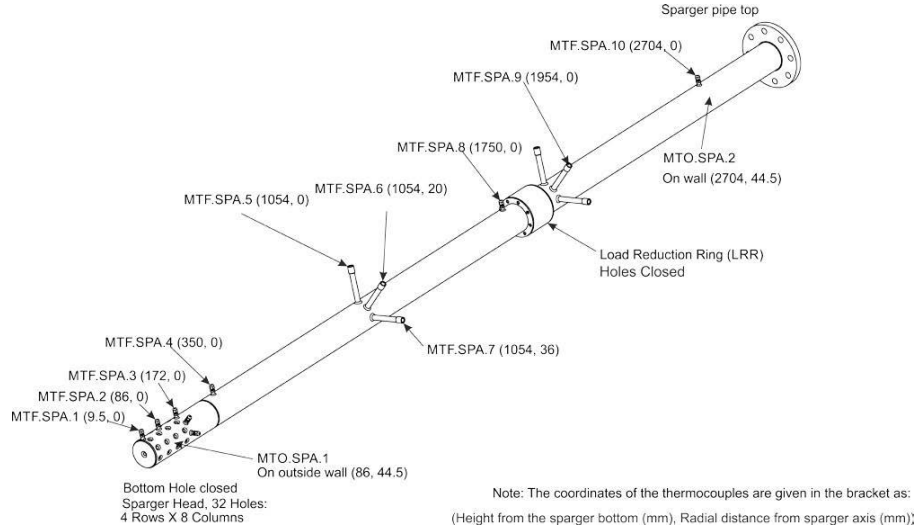 Sparger pipe top
MTF.SPA.10 (2704, 0)
MTF.SPA.9 (1954, 0)
MTF.SPA.8 (1750, 0)
MTO.SPA.2
On wall (2704, 44.5)
MTF.SPA.6 (1054, 20)
MTF.SPA.5 (1054, 0)
Load Reduction Ring (LRR)
Holes Closed
MTF.SPA.7 (1054, 36)
MTF.SPA.4 (350, 0)
MTF.SPA.3 (172, 0)
MTF.SPA.2 (86, 0)
MTF.SPA.1 (9.5, 0)
MTO.SPA.1
On outside wall (86, 44.5)
Bottom Hole closed
Sparger Head, 32 Holes:
4 Rows X 8 Columns
Note: The coordinates of the thermocouples are given in the bracket as:
(Height from the sparger bottom (mm), Radial distance from sparger axis (mm))